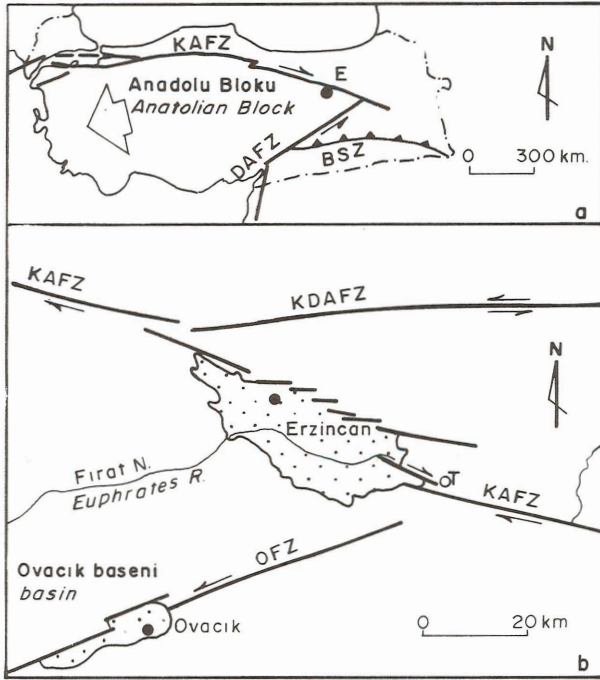 KAFZ
E
N
Anadolu Bloku
Anatolian Block
DAFZ
BSZ
0 300 km.
a
KAFZ
KDAFZ
N
Erzincan
Fırat N.
Euphrates R.
oT
KAFZ
OFZ
Ovacık baseni
basin
Ovacık
0 20 km
b